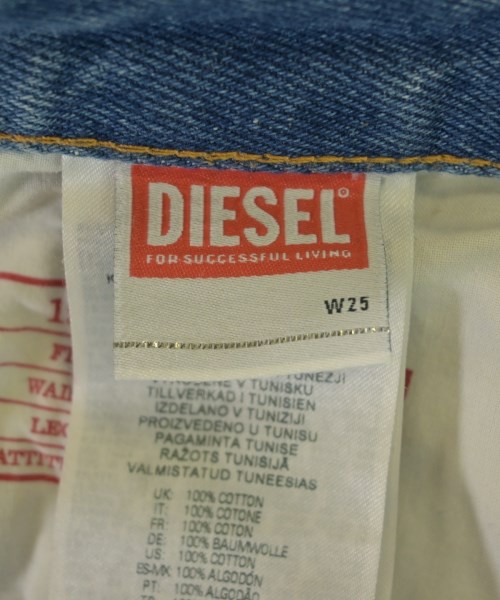 DIESEL
FOR SUCCESSFUL LIVING
W25
TILLVERKAD I TUNISIEN
IZDELANO V TUNIZIJI
PROIZVEDENO U TUNISU
PAGAMINTA TUNISE
RAŽOTS TUNISIJĀ
VALMISTATUD TUNEESIAS
UK: 100% COTTON
IT: 100% COTONE
FR: 100% COTON
DE: 100% BAUMWOLLE
US: 100% COTTON
ES-MX: 100% ALGODÓN
PT: 100% ALGODÃO